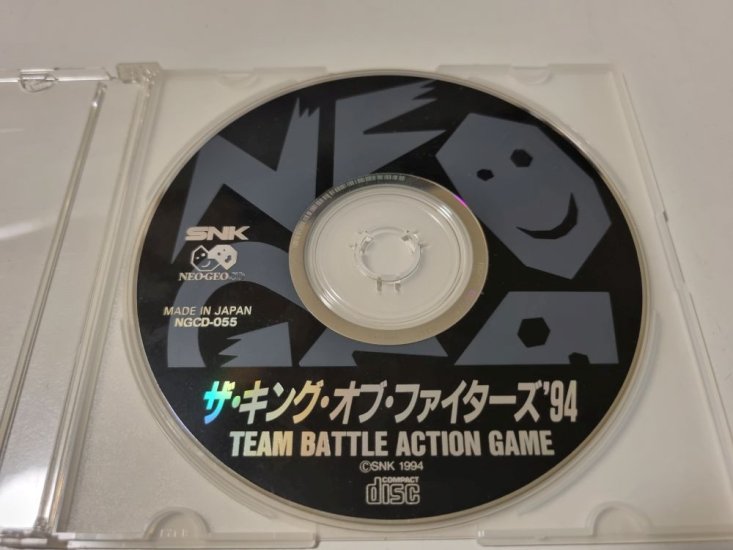 NEO
GEO
SNK
NEO·GEO CD
MADE IN JAPAN
NGCD-055
ザ・キング・オブ・ファイターズ'94
TEAM BATTLE ACTION GAME
©SNK 1994
COMPACT
disc